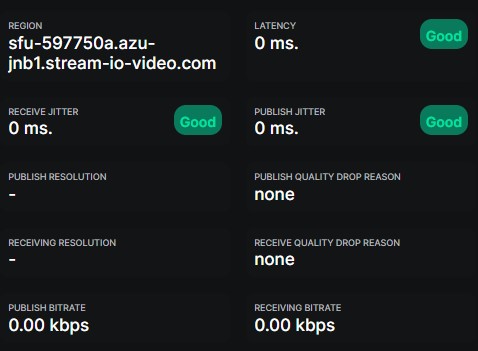 REGION
sfu-597750a.azu-
jnb1.stream-io-video.com
LATENCY
0 ms.
Good
RECEIVE JITTER
0 ms.
Good
PUBLISH JITTER
0 ms.
Good
PUBLISH RESOLUTION
-
PUBLISH QUALITY DROP REASON
none
RECEIVING RESOLUTION
-
RECEIVE QUALITY DROP REASON
none
PUBLISH BITRATE
0.00 kbps
RECEIVING BITRATE
0.00 kbps